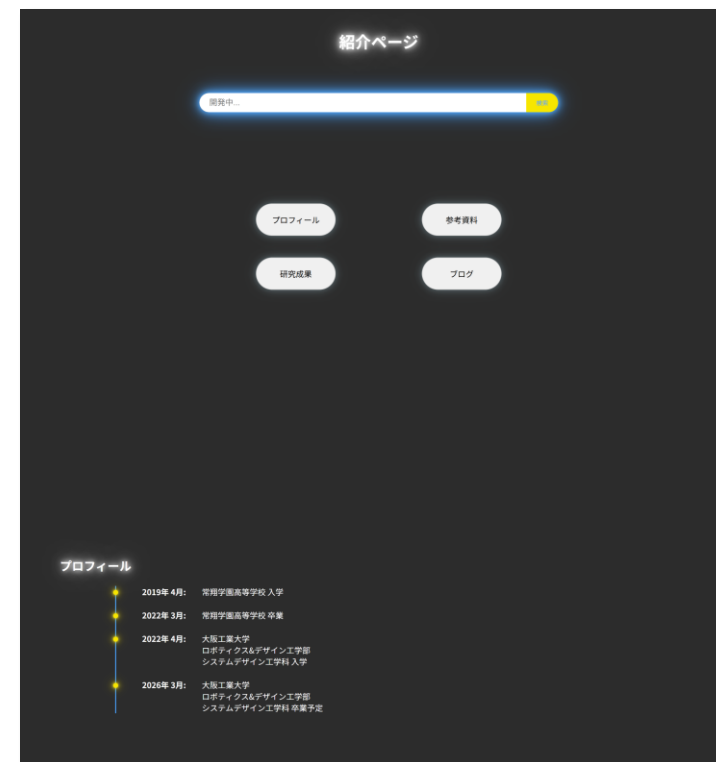 紹介ページ
開発中...
検索
プロフィール
参考資料
研究成果
ブログ
プロフィール
2019年 4月: 常翔学園高等学校 入学
2022年 3月: 常翔学園高等学校 卒業
2022年 4月: 大阪工業大学
ロボティクス&デザイン工学部
システムデザイン工学科 入学
2026年 3月: 大阪工業大学
ロボティクス&デザイン工学部
システムデザイン工学科 卒業予定